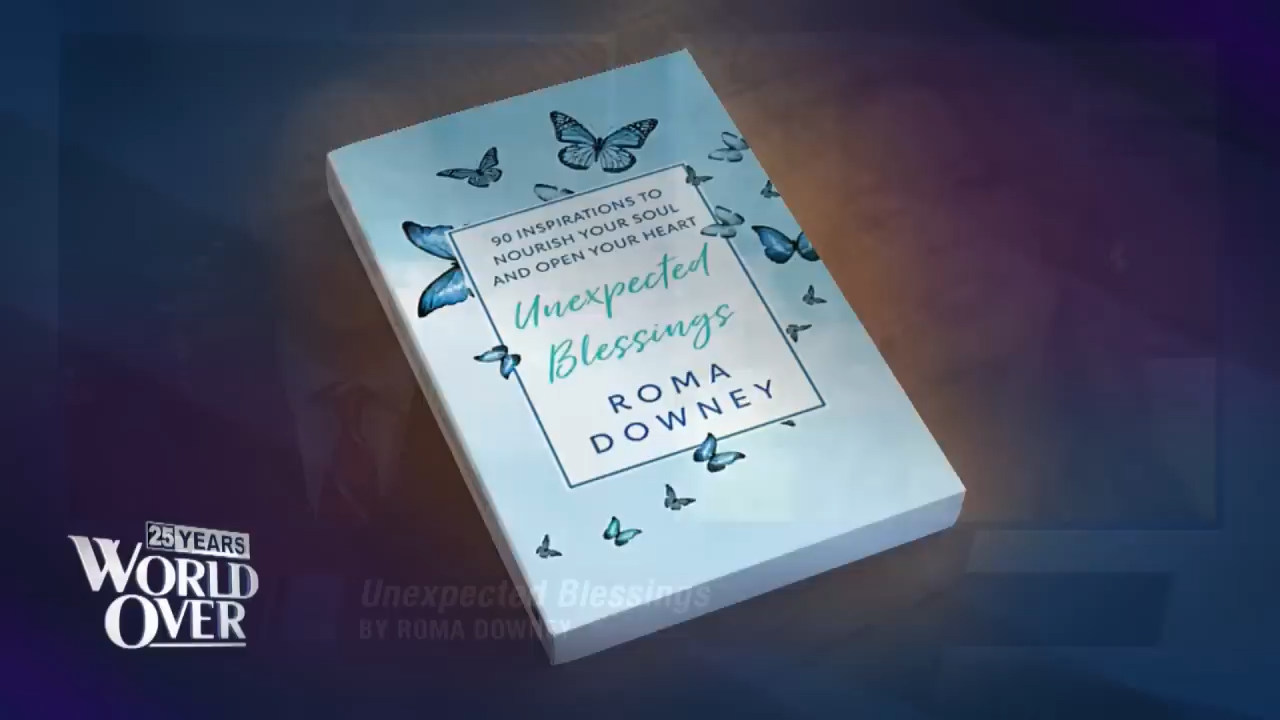 90 INSPIRATIONS TO
NOURISH YOUR SOUL
AND OPEN YOUR HEART
Unexpected
Blessings
ROMA
DOWNEY
25 YEARS
WORLD
OVER
Unexpected Blessings
BY ROMA DOWNEY